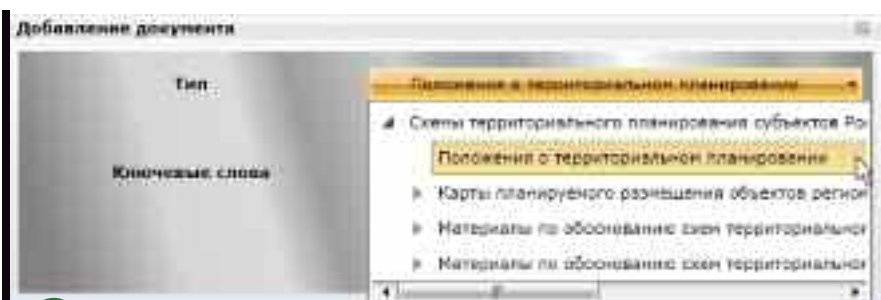 Добавление документа
Тип
Положения о территориальном планировании
Схемы территориального планирования субъектов Ро
Положения о территориальном планировании
Ключевые слова
Карты планируемого размещения объектов регион
Материалы по обоснованию схем территориальног
Материалы по обоснованию схем территориальног